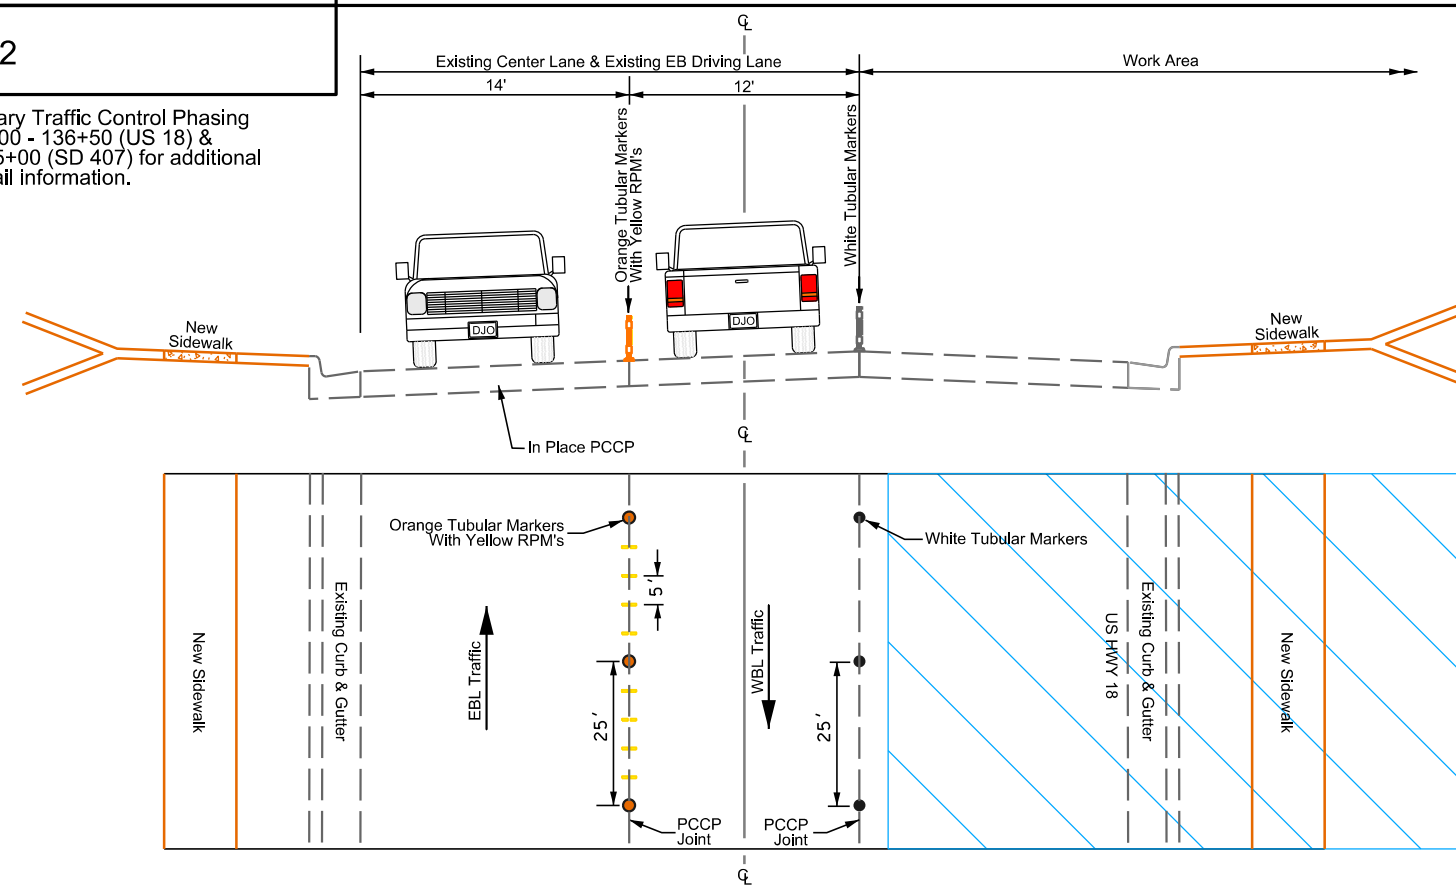 2
ary Traffic Control Phasing
00 - 136+50 (US 18) &
5+00 (SD 407) for additional
ail information.
℄
Existing Center Lane & Existing EB Driving Lane
Work Area
14'
12'
Orange Tubular Markers
With Yellow RPM's
White Tubular Markers
New
Sidewalk
DJO
DJO
New
Sidewalk
In Place PCCP
℄
Orange Tubular Markers
With Yellow RPM's
White Tubular Markers
5'
New Sidewalk
Existing Curb & Gutter
EBL Traffic
25'
WBL Traffic
25'
US HWY 18
Existing Curb & Gutter
New Sidewalk
PCCP
Joint
PCCP
Joint
℄